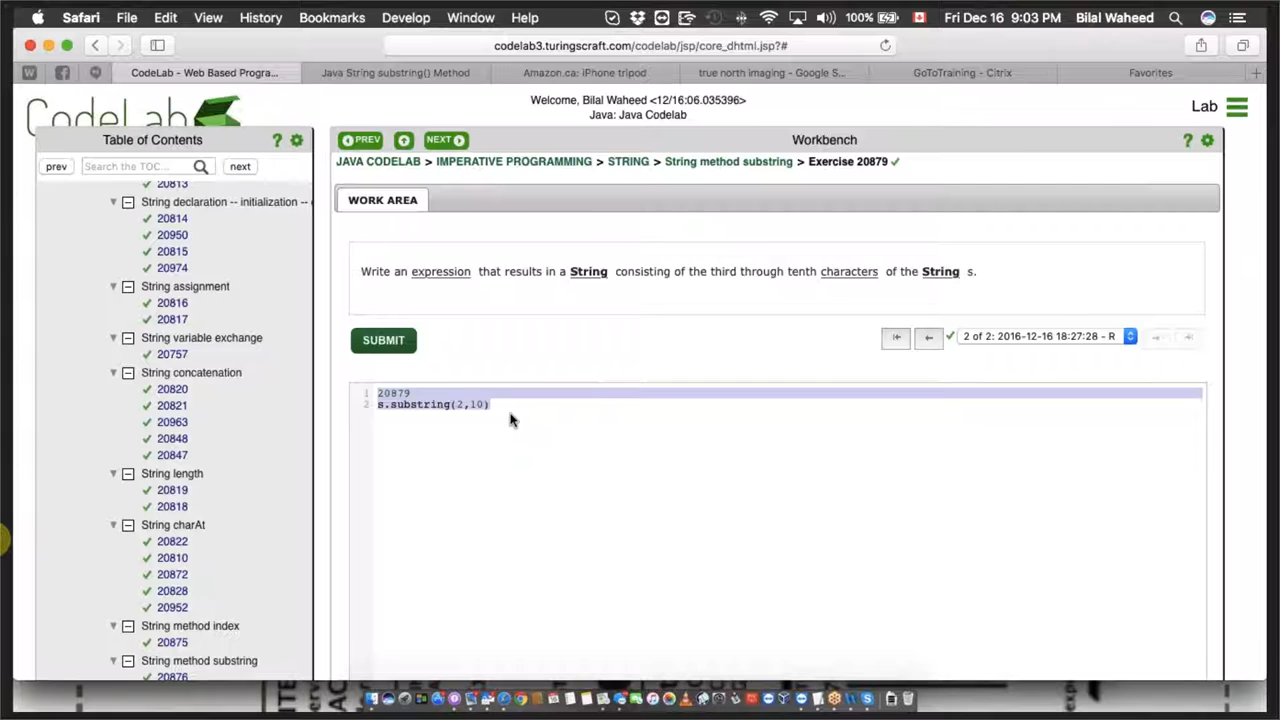 Safari File Edit View History Bookmarks Develop Window Help 100% Fri Dec 16 9:03 PM Bilal Waheed
codelab3.turingscraft.com/codelab/jsp/core_dhtml.jsp?#
CodeLab - Web Based Progra... Java String substring() Method Amazon.ca: iPhone tripod true north imaging - Google S... GoToTraining - Citrix Favorites +
CodeLab
Welcome, Bilal Waheed <12/16:06.035396>
Java: Java Codelab
Lab
Table of Contents ?
prev Search the TOC... next
20813
String declaration -- initialization --
20814
20950
20815
20974
String assignment
20816
20817
String variable exchange
20757
String concatenation
20820
20821
20963
20848
20847
String length
20819
20818
String charAt
20822
20810
20872
20828
20952
String method index
20875
String method substring
20876
PREV NEXT Workbench ?
JAVA CODELAB > IMPERATIVE PROGRAMMING > STRING > String method substring > Exercise 20879
WORK AREA
Write an expression that results in a String consisting of the third through tenth characters of the String s.
SUBMIT 2 of 2: 2016-12-16 18:27:28 - R
1 20879
2 s.substring(2,10)